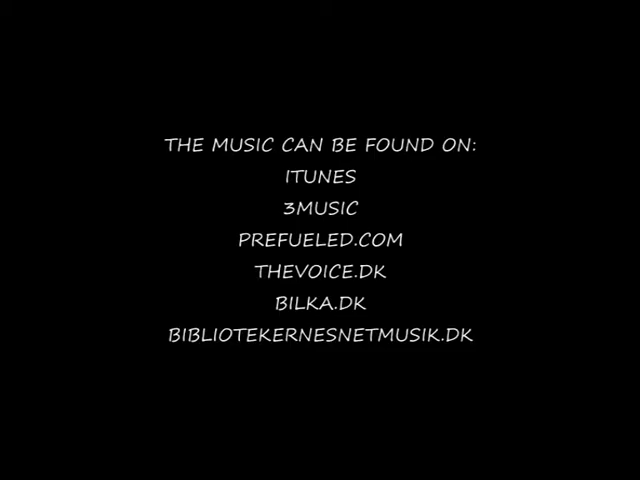 THE MUSIC CAN BE FOUND ON:
ITUNES
3MUSIC
PREFUELED.COM
THEVOICE.DK
BILKA.DK
BIBLIOTEKERNESNETMUSIK.DK